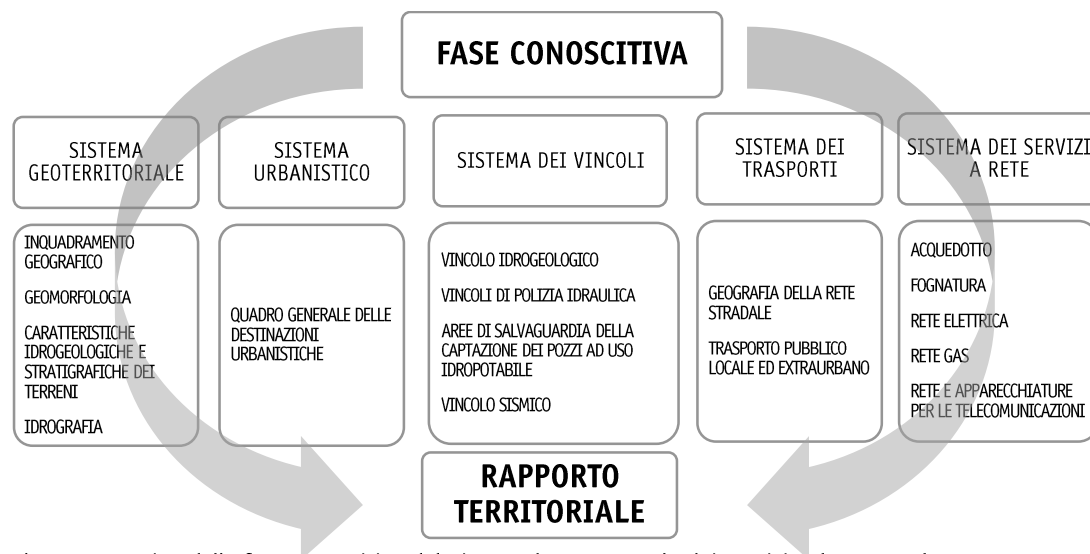 FASE CONOSCITIVA
SISTEMA
GEOTERRITORIALE
SISTEMA
URBANISTICO
SISTEMA DEI VINCOLI
SISTEMA DEI
TRASPORTI
SISTEMA DEI SERVIZI
A RETE
INQUADRAMENTO
GEOGRAFICO
GEOMORFOLOGIA
CARATTERISTICHE
IDROGEOLOGICHE E
STRATIGRAFICHE DEI
TERRENI
IDROGRAFIA
QUADRO GENERALE DELLE
DESTINAZIONI
URBANISTICHE
VINCOLO IDROGEOLOGICO
VINCOLI DI POLIZIA IDRAULICA
AREE DI SALVAGUARDIA DELLA
CAPTAZIONE DEI POZZI AD USO
IDROPOTABILE
VINCOLO SISMICO
GEOGRAFIA DELLA RETE
STRADALE
TRASPORTO PUBBLICO
LOCALE ED EXTRAURBANO
ACQUEDOTTO
FOGNATURA
RETE ELETTRICA
RETE GAS
RETE E APPARECCHIATURE
PER LE TELECOMUNICAZIONI
RAPPORTO
TERRITORIALE